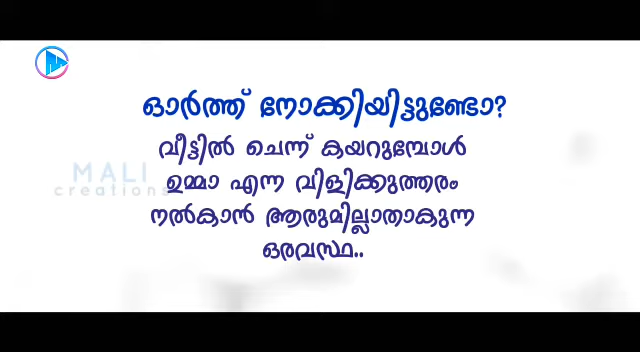 ഓർത്ത് നോക്കിയിട്ടുണ്ടോ?
വീട്ടിൽ ചെന്ന് കയറുമ്പോൾ
ഉമ്മാ എന്ന വിളിക്കുത്തരം
നൽകാൻ ആരുമില്ലാതാകുന്ന
ഒരവസ്ഥ..
MALI
creations